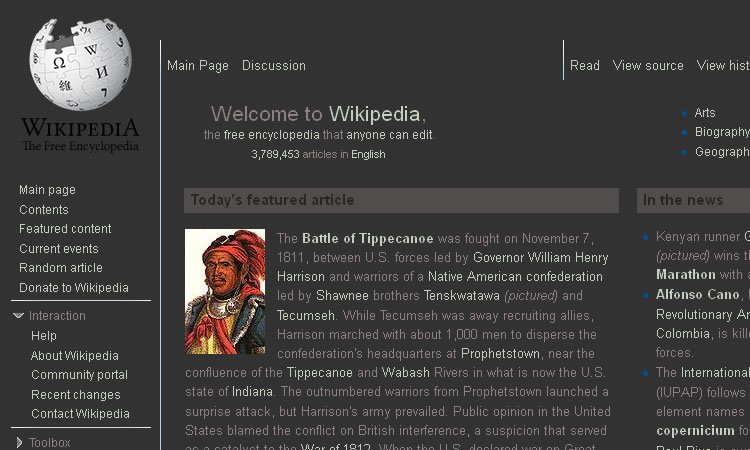 WIKIPEDIA
The Free Encyclopedia
Main page
Contents
Featured content
Current events
Random article
Donate to Wikipedia
Interaction
Help
About Wikipedia
Community portal
Recent changes
Contact Wikipedia
Toolbox
Main Page Discussion
Read View source View hist
Welcome to Wikipedia,
the free encyclopedia that anyone can edit.
3,789,453 articles in English
Arts
Biography
Geograph
Today's featured article
The Battle of Tippecanoe was fought on November 7,
1811, between U.S. forces led by Governor William Henry
Harrison and warriors of a Native American confederation
led by Shawnee brothers Tenskwatawa (pictured) and
Tecumseh. While Tecumseh was away recruiting allies,
Harrison marched with about 1,000 men to disperse the
confederation's headquarters at Prophetstown, near the
confluence of the Tippecanoe and Wabash Rivers in what is now the U.S.
state of Indiana. The outnumbered warriors from Prophetstown launched a
surprise attack, but Harrison's army prevailed. Public opinion in the United
States blamed the conflict on British interference, a suspicion that served
as a catalyst to the War of 1812. When the U.S. declared war on Great
In the news
Kenyan runner G
(pictured) wins th
Marathon with a
Alfonso Cano, l
Revolutionary Ar
Colombia, is kille
forces.
The International
(IUPAP) follows
element names
copernicium fo